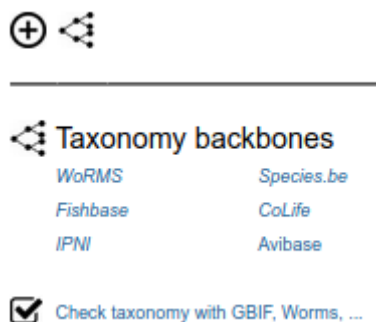 Taxonomy backbones
WoRMS Species.be
Fishbase CoLife
IPNI Avibase
Check taxonomy with GBIF, Worms, ...